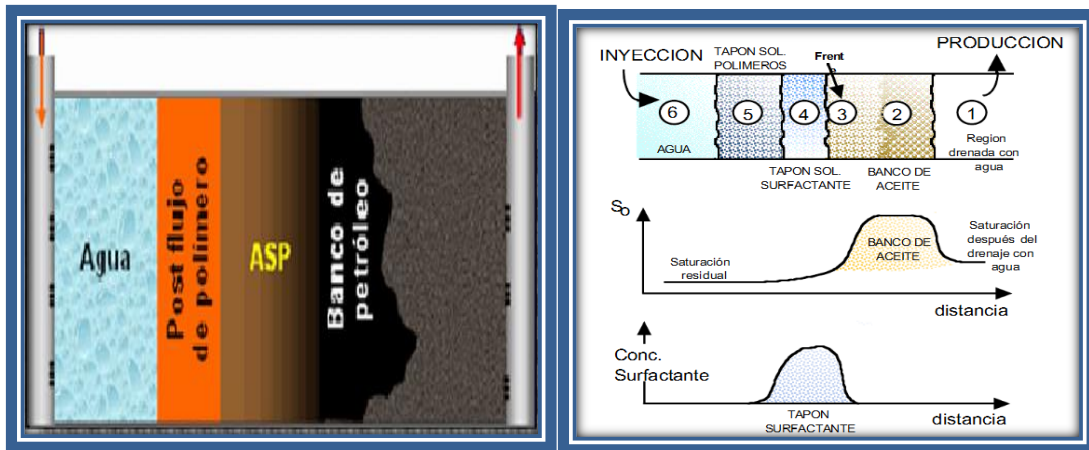 Agua
Post flujo
de polímero
ASP
Banco de
petróleo
INYECCION
TAPON SOL.
POLIMEROS
Frent
e
PRODUCCION
6
5
4
3
2
1
AGUA
Region
drenada con
agua
TAPON SOL.
SURFACTANTE
BANCO DE
ACEITE
So
Saturación
residual
BANCO DE
ACEITE
Saturación
después del
drenaje con
agua
distancia
Conc.
Surfactante
TAPON
SURFACTANTE
distancia